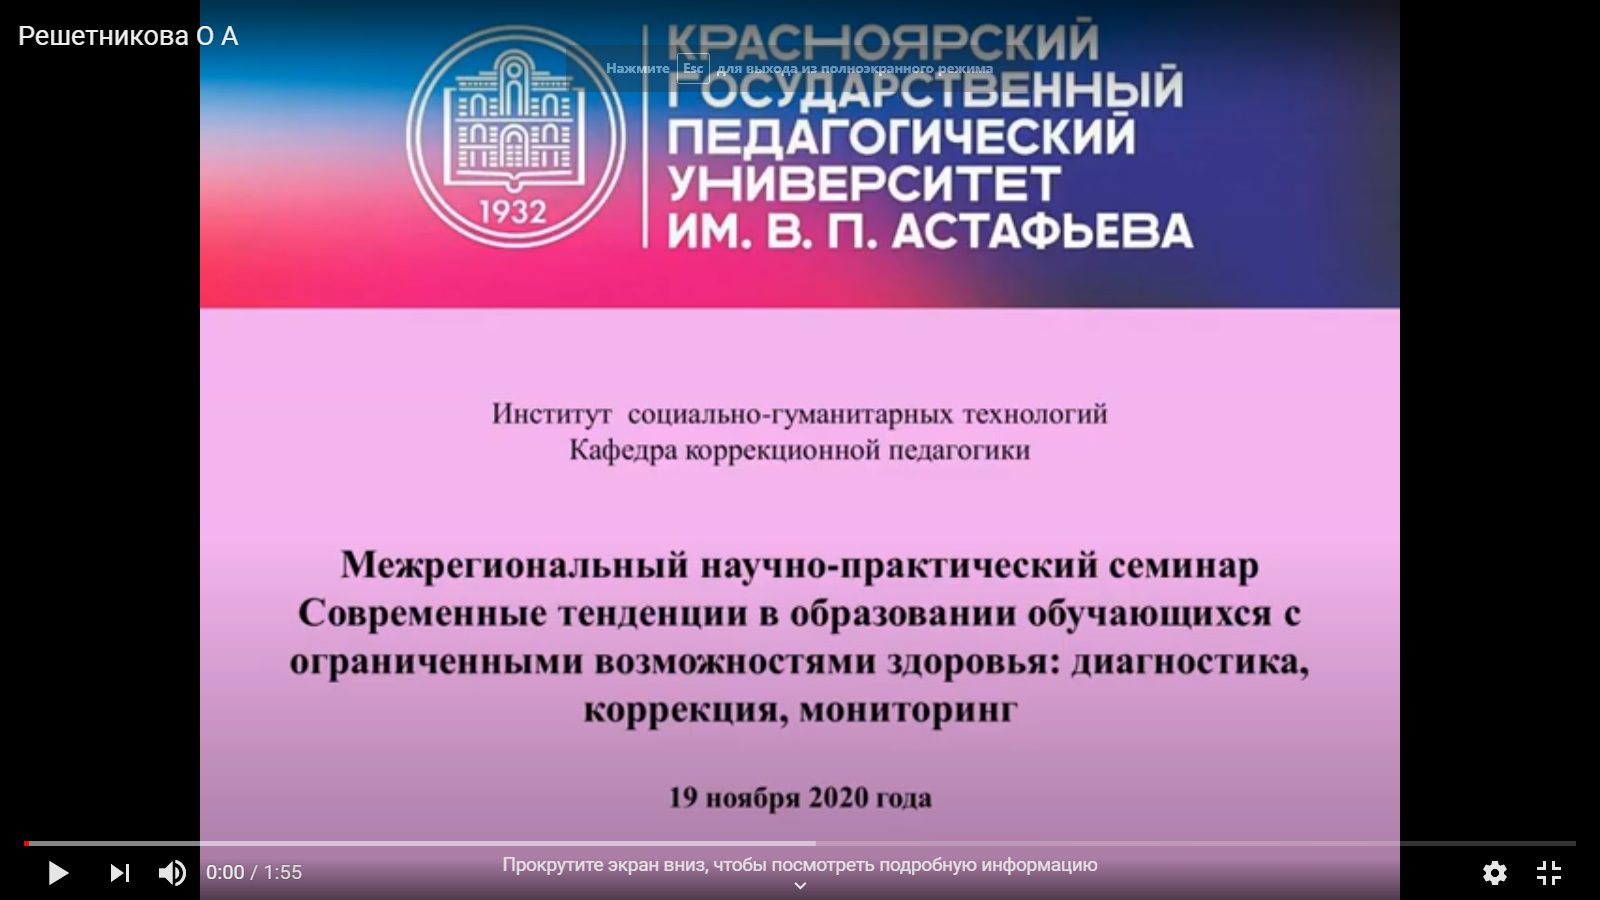 Решетникова О А
КРАСНОЯРСКИЙ
Нажмите Esc для выхода из полноэкранного режима
ГОСУДАРСТВЕННЫЙ
ПЕДАГОГИЧЕСКИЙ
УНИВЕРСИТЕТ
ИМ. В. П. АСТАФЬЕВА
1932
Институт социально-гуманитарных технологий
Кафедра коррекционной педагогики
Межрегиональный научно-практический семинар
Современные тенденции в образовании обучающихся с
ограниченными возможностями здоровья: диагностика,
коррекция, мониторинг
19 ноября 2020 года
0:00 / 1:55
Прокрутите экран вниз, чтобы посмотреть подробную информацию